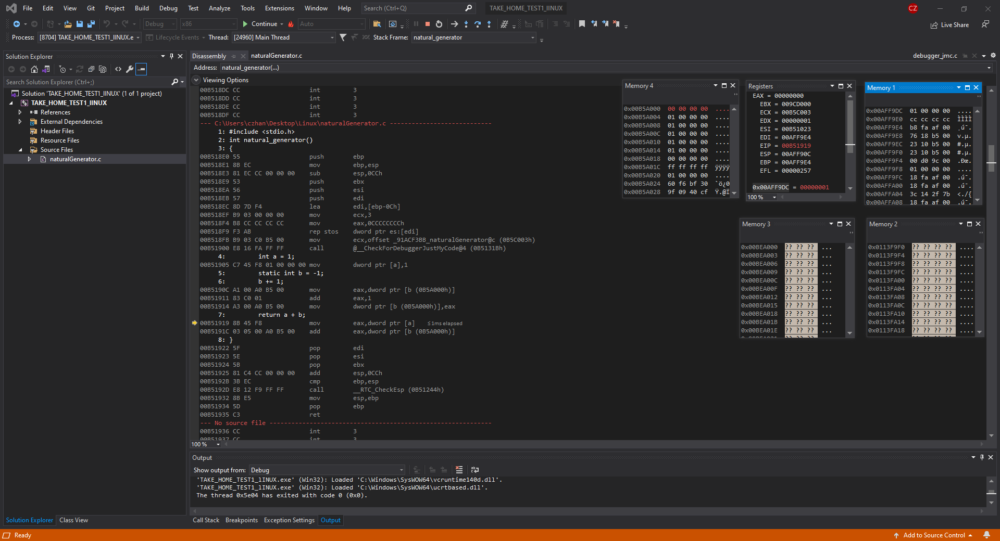 File Edit View Git Project Build Debug Test Analyze Tools Extensions Window Help Search (Ctrl+Q) TAKE_HOME_TEST1_lINUX CZ
Debug x86 Continue Auto Live Share
Process: [8704] TAKE_HOME_TEST1_lINUX.e Lifecycle Events Thread: [24960] Main Thread Stack Frame: natural_generator
Solution Explorer
Search Solution Explorer (Ctrl+;)
Solution 'TAKE_HOME_TEST1_lINUX' (1 of 1 project)
TAKE_HOME_TEST1_lINUX
References
External Dependencies
Header Files
Resource Files
Source Files
naturalGenerator.c
Solution Explorer Class View
Disassembly naturalGenerator.c debugger_jmc.c
Address: natural_generator(...)
Viewing Options
00B518DC CC int 3
00B518DD CC int 3
00B518DE CC int 3
00B518DF CC int 3
--- C:\Users\czhan\Desktop\Linux\naturalGenerator.c ----------------------------
1: #include <stdio.h>
2: int natural_generator()
3: {
00B518E0 55 push ebp
00B518E1 8B EC mov ebp,esp
00B518E3 81 EC CC 00 00 00 sub esp,0CCh
00B518E9 53 push ebx
00B518EA 56 push esi
00B518EB 57 push edi
00B518EC 8D 7D F4 lea edi,[ebp-0Ch]
00B518EF B9 03 00 00 00 mov ecx,3
00B518F4 B8 CC CC CC CC mov eax,0CCCCCCCCh
00B518F9 F3 AB rep stos dword ptr es:[edi]
00B518FB B9 03 C0 B5 00 mov ecx,offset _91ACF3BB_naturalGenerator@c (0B5C003h)
00B51900 E8 16 FA FF FF call @__CheckForDebuggerJustMyCode@4 (0B5131Bh)
4: int a = 1;
00B51905 C7 45 F8 01 00 00 00 mov dword ptr [a],1
5: static int b = -1;
6: b += 1;
00B5190C A1 00 A0 B5 00 mov eax,dword ptr [b (0B5A000h)]
00B51911 83 C0 01 add eax,1
00B51914 A3 00 A0 B5 00 mov dword ptr [b (0B5A000h)],eax
7: return a + b;
00B51919 8B 45 F8 mov eax,dword ptr [a] ≤1ms elapsed
00B5191C 03 05 00 A0 B5 00 add eax,dword ptr [b (0B5A000h)]
8: }
00B51922 5F pop edi
00B51923 5E pop esi
00B51924 5B pop ebx
00B51925 81 C4 CC 00 00 00 add esp,0CCh
00B5192B 3B EC cmp ebp,esp
00B5192D E8 12 F9 FF FF call __RTC_CheckEsp (0B51244h)
00B51932 8B E5 mov esp,ebp
00B51934 5D pop ebp
00B51935 C3 ret
--- No source file -------------------------------------------------------------
00B51936 CC int 3
00B51937 CC int 3
100 %
Memory 4
0x00B5A000 00 00 00 00 ....
0x00B5A004 01 00 00 00 ....
0x00B5A008 01 00 00 00 ....
0x00B5A00C 01 00 00 00 ....
0x00B5A010 01 00 00 00 ....
0x00B5A014 01 00 00 00 ....
0x00B5A018 00 00 00 00 ....
0x00B5A01C ff ff ff ff ÿÿÿÿ
0x00B5A020 01 00 00 00 ....
0x00B5A024 60 f6 bf 30 `ö¿0
0x00B5A028 9f 09 40 cf Ÿ.@Ï
Registers
EAX = 00000000
EBX = 009CD000
ECX = 00B5C003
EDX = 00000001
ESI = 00B51023
EDI = 00AFF9E4
EIP = 00B51919
ESP = 00AFF90C
EBP = 00AFF9E4
EFL = 00000257
0x00AFF9DC = 00000001
100 %
Memory 1
0x00AFF9DC 01 00 00 00 ....
0x00AFF9E0 cc cc cc cc ÌÌÌÌ
0x00AFF9E4 b8 fa af 00 ¸ú¯.
0x00AFF9E8 76 18 b5 00 v.µ.
0x00AFF9EC 23 10 b5 00 #.µ.
0x00AFF9F0 23 10 b5 00 #.µ.
0x00AFF9F4 00 d0 9c 00 .Ðœ.
0x00AFF9F8 01 00 00 00 ....
0x00AFF9FC 18 fa af 00 .ú¯.
0x00AFFA00 18 fa af 00 .ú¯.
0x00AFFA04 3c 14 2f 7b <./{
0x00AFFA08 18 fa af 00 .ú¯.
Memory 3
0x00BEA000 ?? ?? ?? ...
0x00BEA003 ?? ?? ?? ...
0x00BEA006 ?? ?? ?? ...
0x00BEA009 ?? ?? ?? ...
0x00BEA00C ?? ?? ?? ...
0x00BEA00F ?? ?? ?? ...
0x00BEA012 ?? ?? ?? ...
0x00BEA015 ?? ?? ?? ...
0x00BEA018 ?? ?? ?? ...
0x00BEA01B ?? ?? ?? ...
0x00BEA01E ?? ?? ?? ...
Memory 2
0x0113F9F0 ?? ?? ?? ?? ....
0x0113F9F4 ?? ?? ?? ?? ....
0x0113F9F8 ?? ?? ?? ?? ....
0x0113F9FC ?? ?? ?? ?? ....
0x0113FA00 ?? ?? ?? ?? ....
0x0113FA04 ?? ?? ?? ?? ....
0x0113FA08 ?? ?? ?? ?? ....
0x0113FA0C ?? ?? ?? ?? ....
0x0113FA10 ?? ?? ?? ?? ....
0x0113FA14 ?? ?? ?? ?? ....
0x0113FA18 ?? ?? ?? ?? ....
Output
Show output from: Debug
'TAKE_HOME_TEST1_lINUX.exe' (Win32): Loaded 'C:\Windows\SysWOW64\vcruntime140d.dll'.
'TAKE_HOME_TEST1_lINUX.exe' (Win32): Loaded 'C:\Windows\SysWOW64\ucrtbased.dll'.
The thread 0x5e04 has exited with code 0 (0x0).
Call Stack Breakpoints Exception Settings Output
Ready Add to Source Control